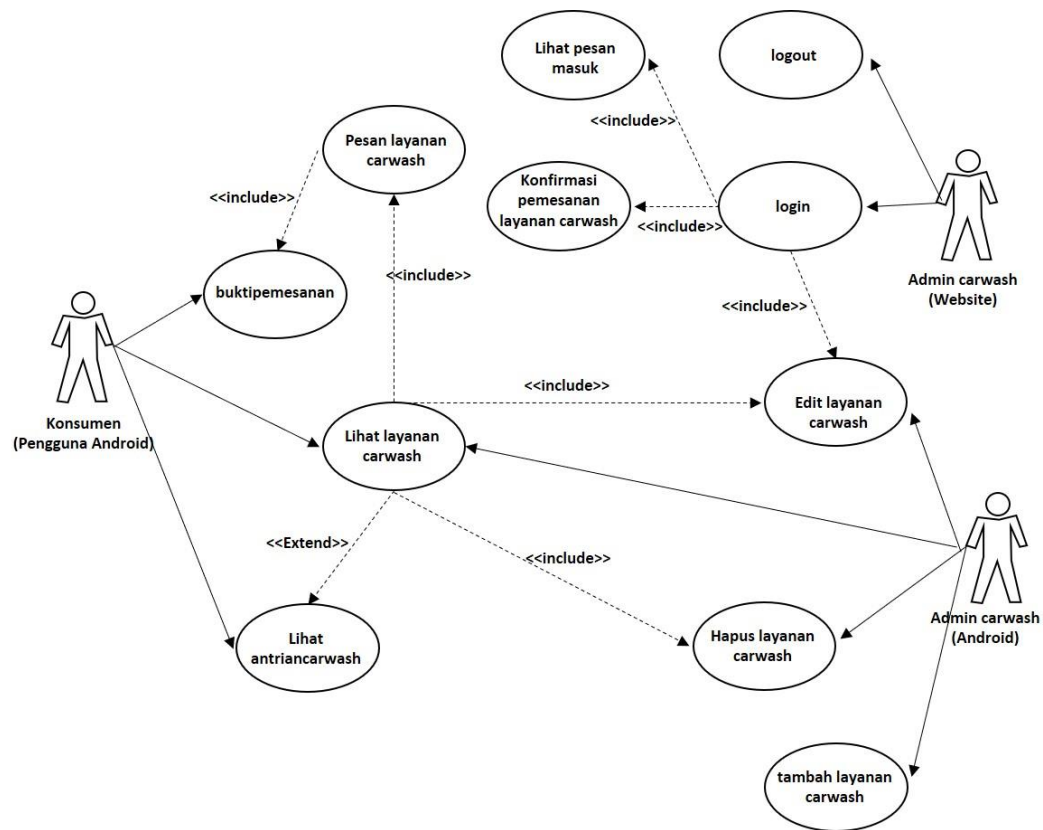 Lihat pesan
masuk
logout
<<include>>
Pesan layanan
carwash
<<include>>
Konfirmasi
pemesanan
layanan carwash
<<include>>
login
buktipemesanan
<<include>>
Admin carwash
(Website)
<<include>>
Konsumen
(Pengguna Android)
<<include>>
Lihat layanan
carwash
Edit layanan
carwash
<<Extend>>
<<include>>
Lihat
antriancarwash
Hapus layanan
carwash
Admin carwash
(Android)
tambah layanan
carwash